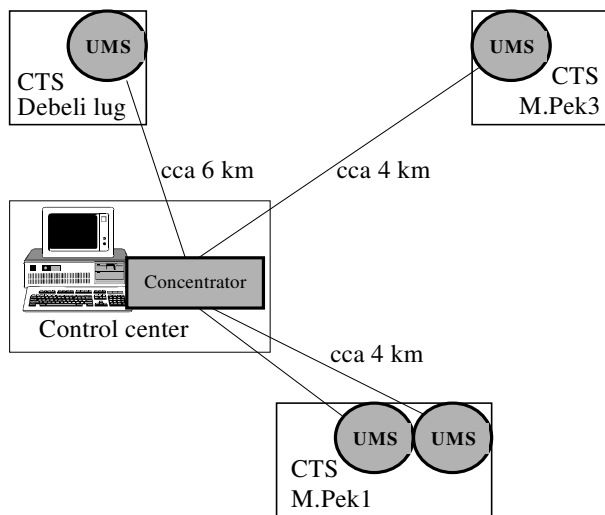 UMS
CTS
Debeli lug
UMS
CTS
M.Pek3
cca 6 km
cca 4 km
Concentrator
Control center
cca 4 km
UMS
UMS
CTS
M.Pek1